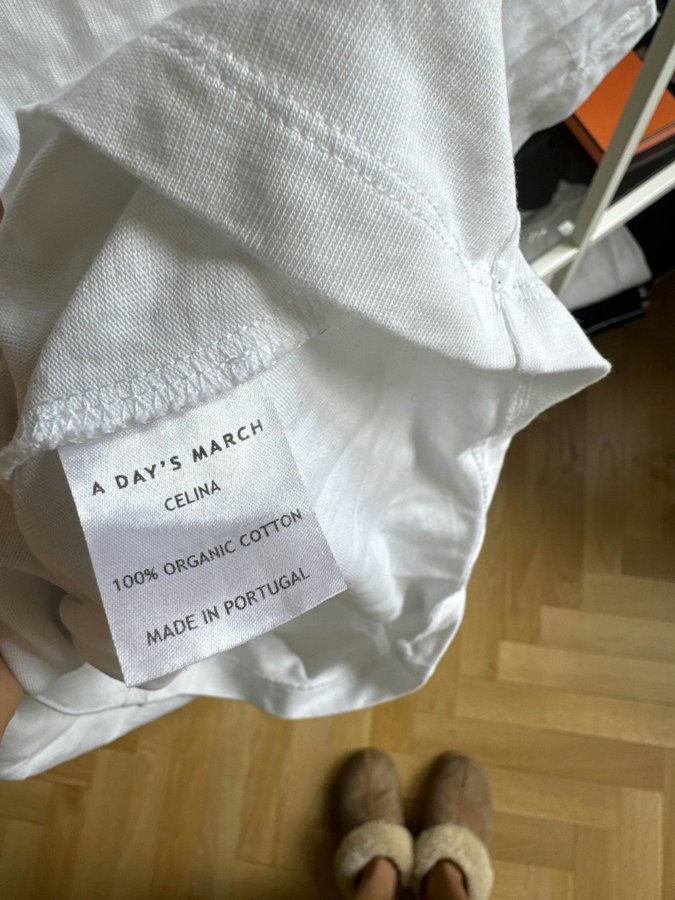 A DAY'S MARCH
CELINA
100% ORGANIC COTTON
MADE IN PORTUGAL